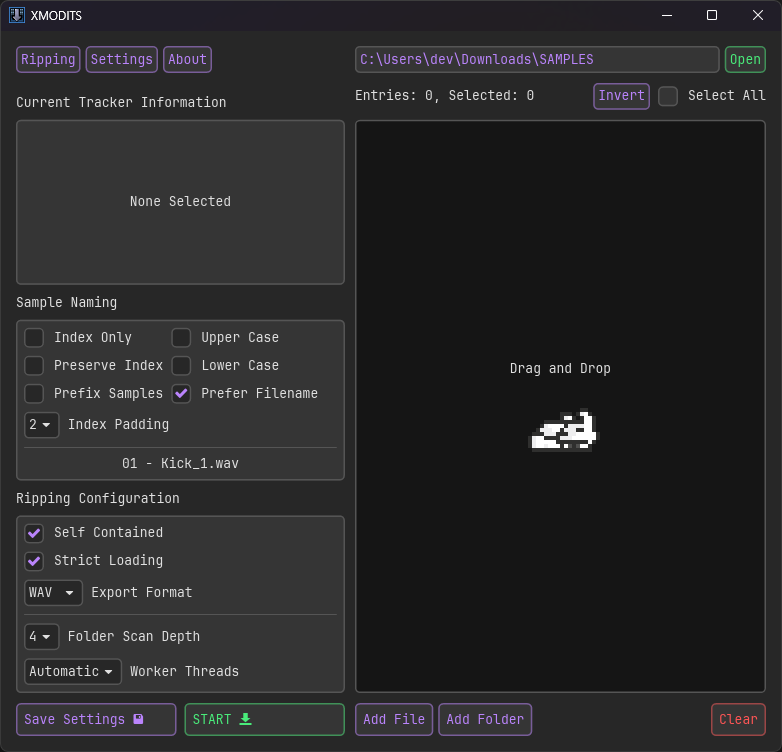 XMODITS
Ripping Settings About
C:\Users\dev\Downloads\SAMPLES Open
Current Tracker Information
Entries: 0, Selected: 0 Invert Select All
None Selected
Sample Naming
Index Only Upper Case
Preserve Index Lower Case
Prefix Samples Prefer Filename
2 Index Padding
01 - Kick_1.wav
Ripping Configuration
Self Contained
Strict Loading
WAV Export Format
4 Folder Scan Depth
Automatic Worker Threads
Save Settings START
Drag and Drop
Add File Add Folder Clear